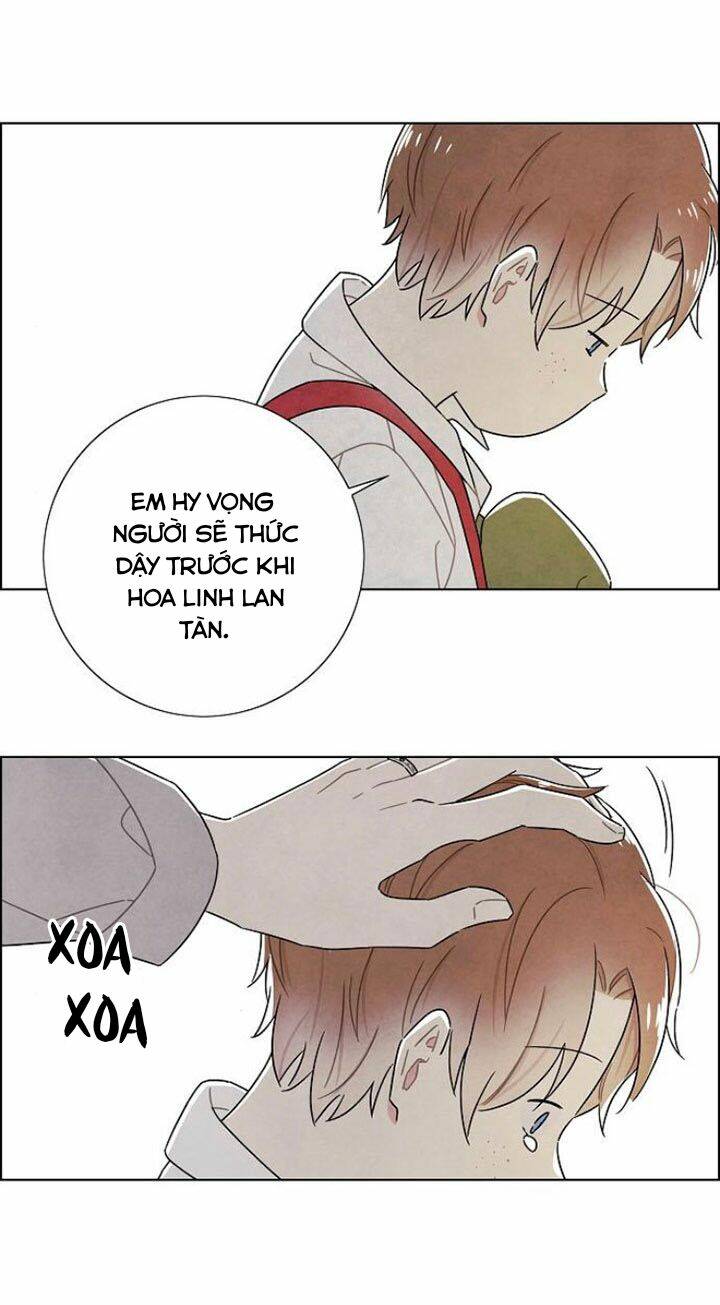 EM HY VỌNG
NGƯỜI SẼ THỨC
DẬY TRƯỚC KHI
HOA LINH LAN
TÀN.
XOA
XOA